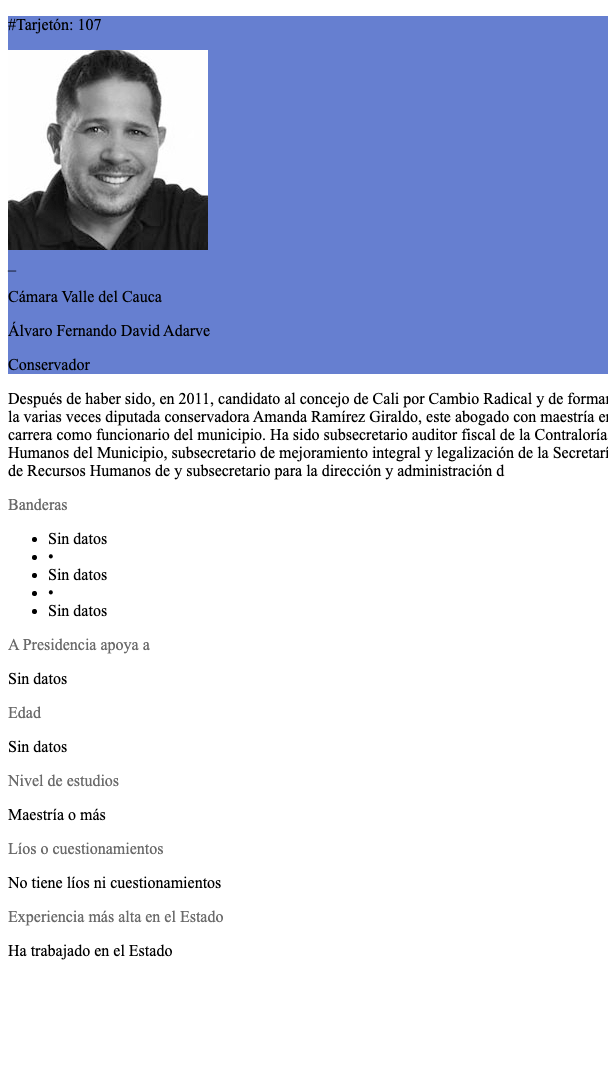 #Tarjetón: 107
_
Cámara Valle del Cauca
Álvaro Fernando David Adarve
Conservador
Después de haber sido, en 2011, candidato al concejo de Cali por Cambio Radical y de formar
la varias veces diputada conservadora Amanda Ramírez Giraldo, este abogado con maestría en
carrera como funcionario del municipio. Ha sido subsecretario auditor fiscal de la Contraloría
Humanos del Municipio, subsecretario de mejoramiento integral y legalización de la Secretarí
de Recursos Humanos de y subsecretario para la dirección y administración d
Banderas
• Sin datos
• •
• Sin datos
• •
• Sin datos
A Presidencia apoya a
Sin datos
Edad
Sin datos
Nivel de estudios
Maestría o más
Líos o cuestionamientos
No tiene líos ni cuestionamientos
Experiencia más alta en el Estado
Ha trabajado en el Estado